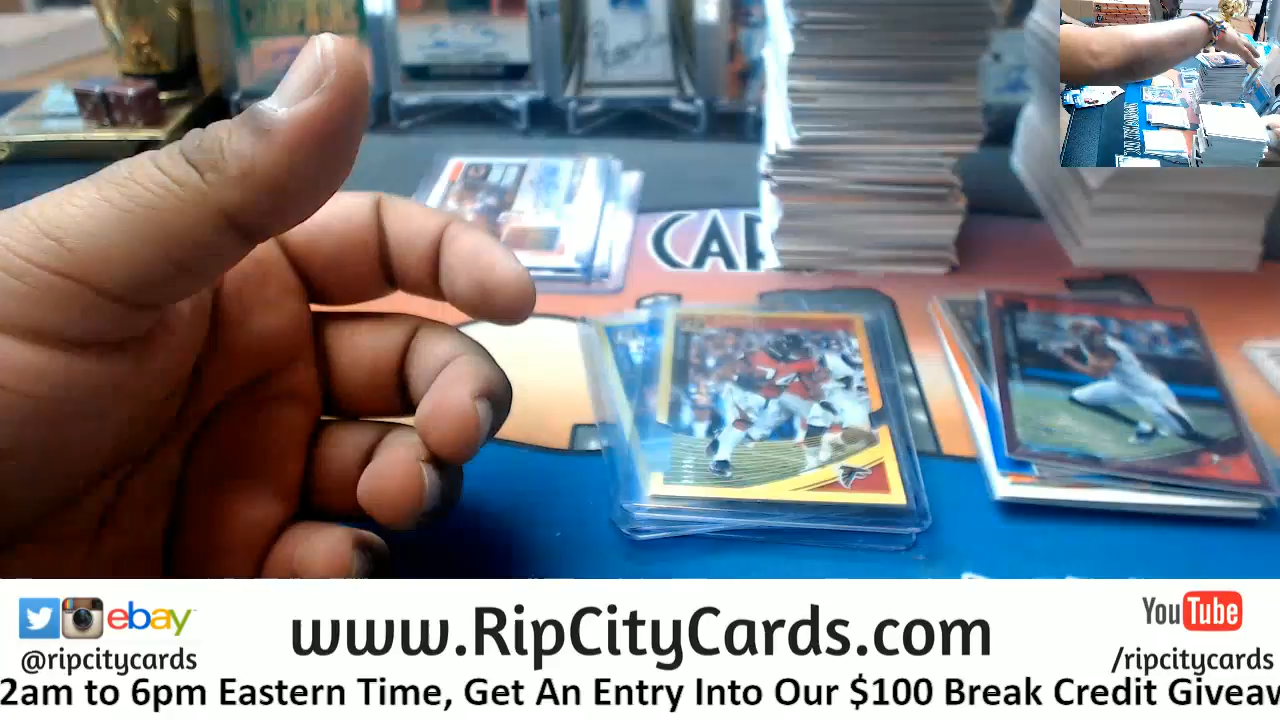 CAR
ebay
@ripcitycards
www.RipCityCards.com
YouTube
/ripcitycards
2am to 6pm Eastern Time, Get An Entry Into Our $100 Break Credit Giveaw